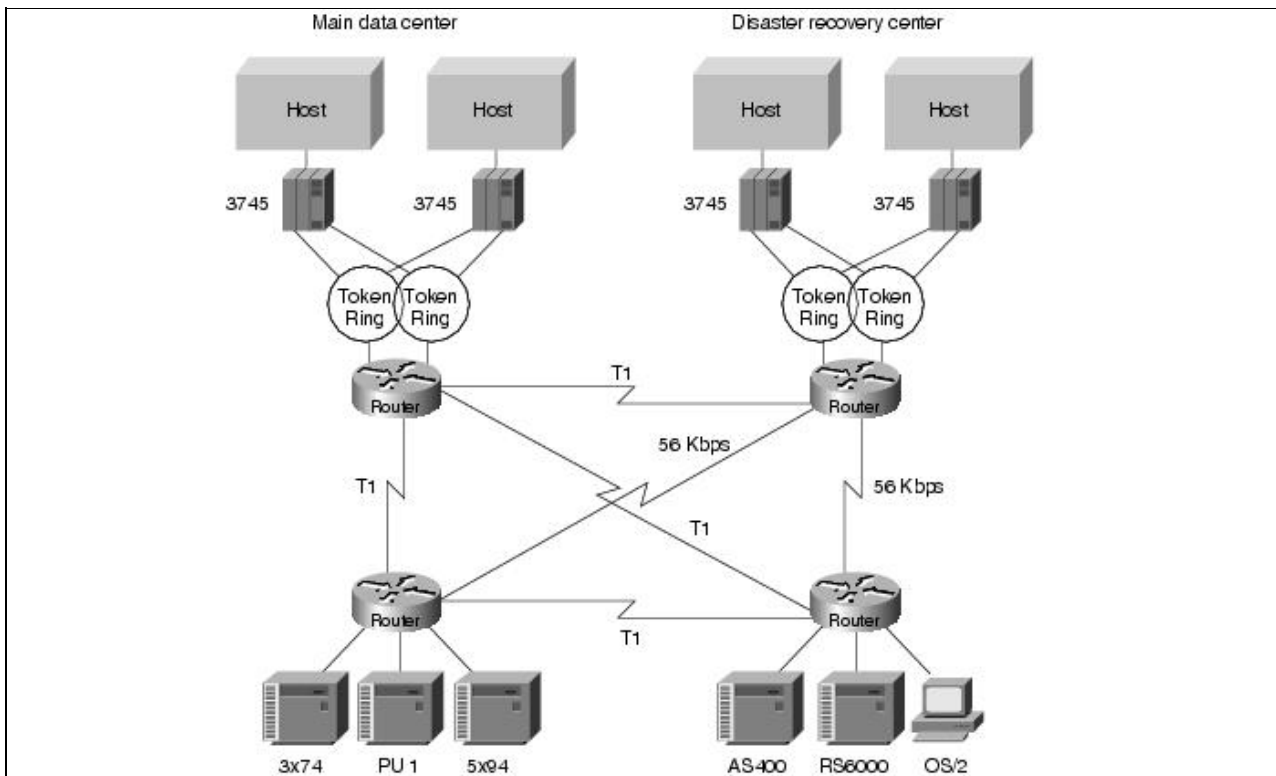 Main data center
Disaster recovery center
Host
Host
Host
Host
3745
3745
3745
3745
Token
Ring
Token
Ring
Token
Ring
Token
Ring
T1
Router
Router
56 Kbps
T1
56 Kbps
T1
Router
Router
T1
3x74
PU 1
5x94
AS400
RS6000
OS/2